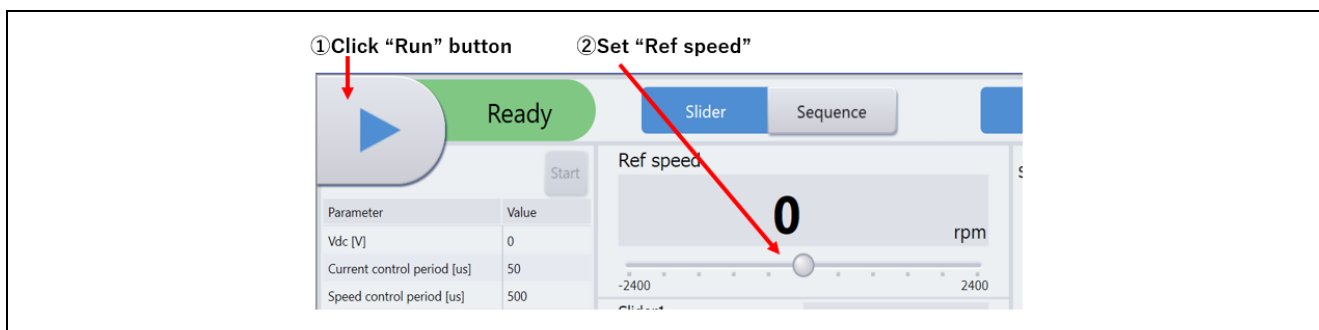 ①Click “Run” button
②Set “Ref speed”
Ready
Slider
Sequence
Start
Ref speed
0
rpm
-2400
2400
Parameter Value
Vdc [V] 0
Current control period [us] 50
Speed control period [us] 500